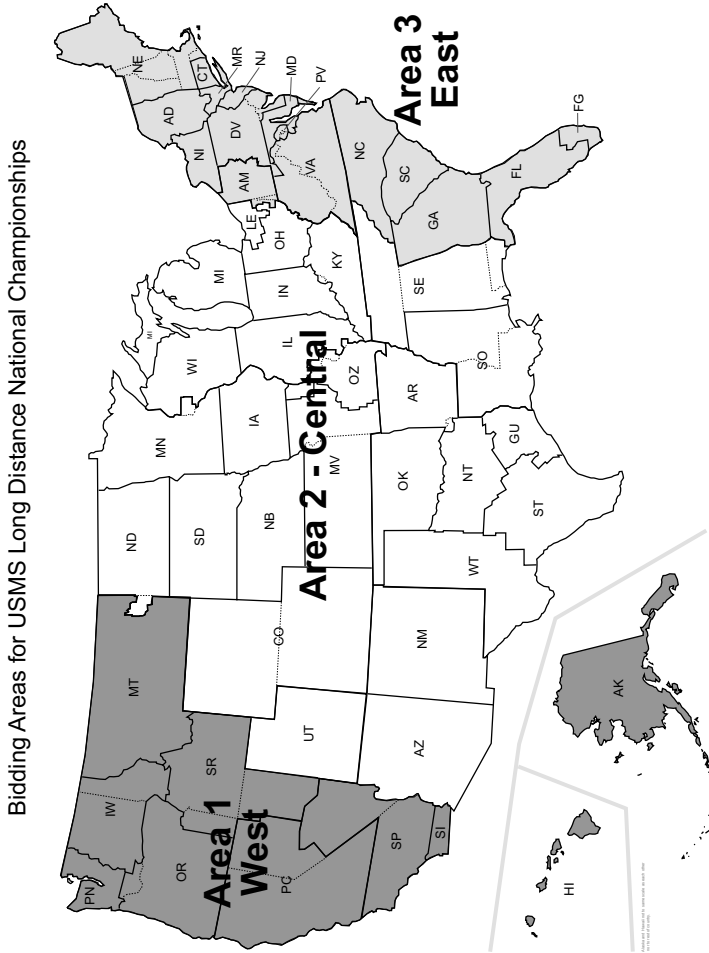 Bidding Areas for USMS Long Distance National Championships
Area 1
West
Area 2 - Central
Area 3
East
PN
IW
MT
OR
SR
PC
SP
SI
UT
AZ
CO
NM
ND
SD
NB
MV
OK
WT
NT
ST
GU
MN
IA
WI
MI
MI
IL
IN
OH
LE
KY
OZ
AR
SO
SE
NE
CT
MR
NJ
MD
PV
AD
NI
DV
AM
VA
NC
SC
GA
FL
FG
AK
HI